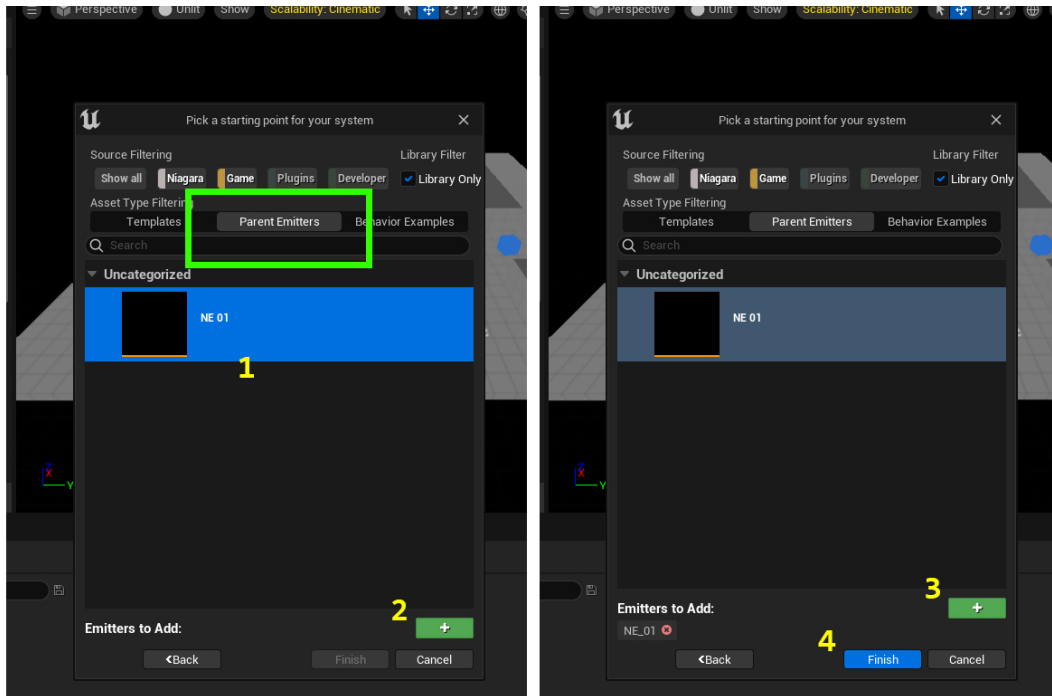 Perspective Unlit Show Scalability: Cinematic
Pick a starting point for your system
Source Filtering Library Filter
Show all Niagara Game Plugins Developer Library Only
Asset Type Filtering
Templates Parent Emitters Behavior Examples
Search
Uncategorized
NE 01
1
Z
X
Y
2
Emitters to Add:
+
Back Finish Cancel
Perspective Unlit Show Scalability: Cinematic
Pick a starting point for your system
Source Filtering Library Filter
Show all Niagara Game Plugins Developer Library Only
Asset Type Filtering
Templates Parent Emitters Behavior Examples
Search
Uncategorized
NE 01
Z
X
Y
3
Emitters to Add:
+
NE_01
4
Back Finish Cancel